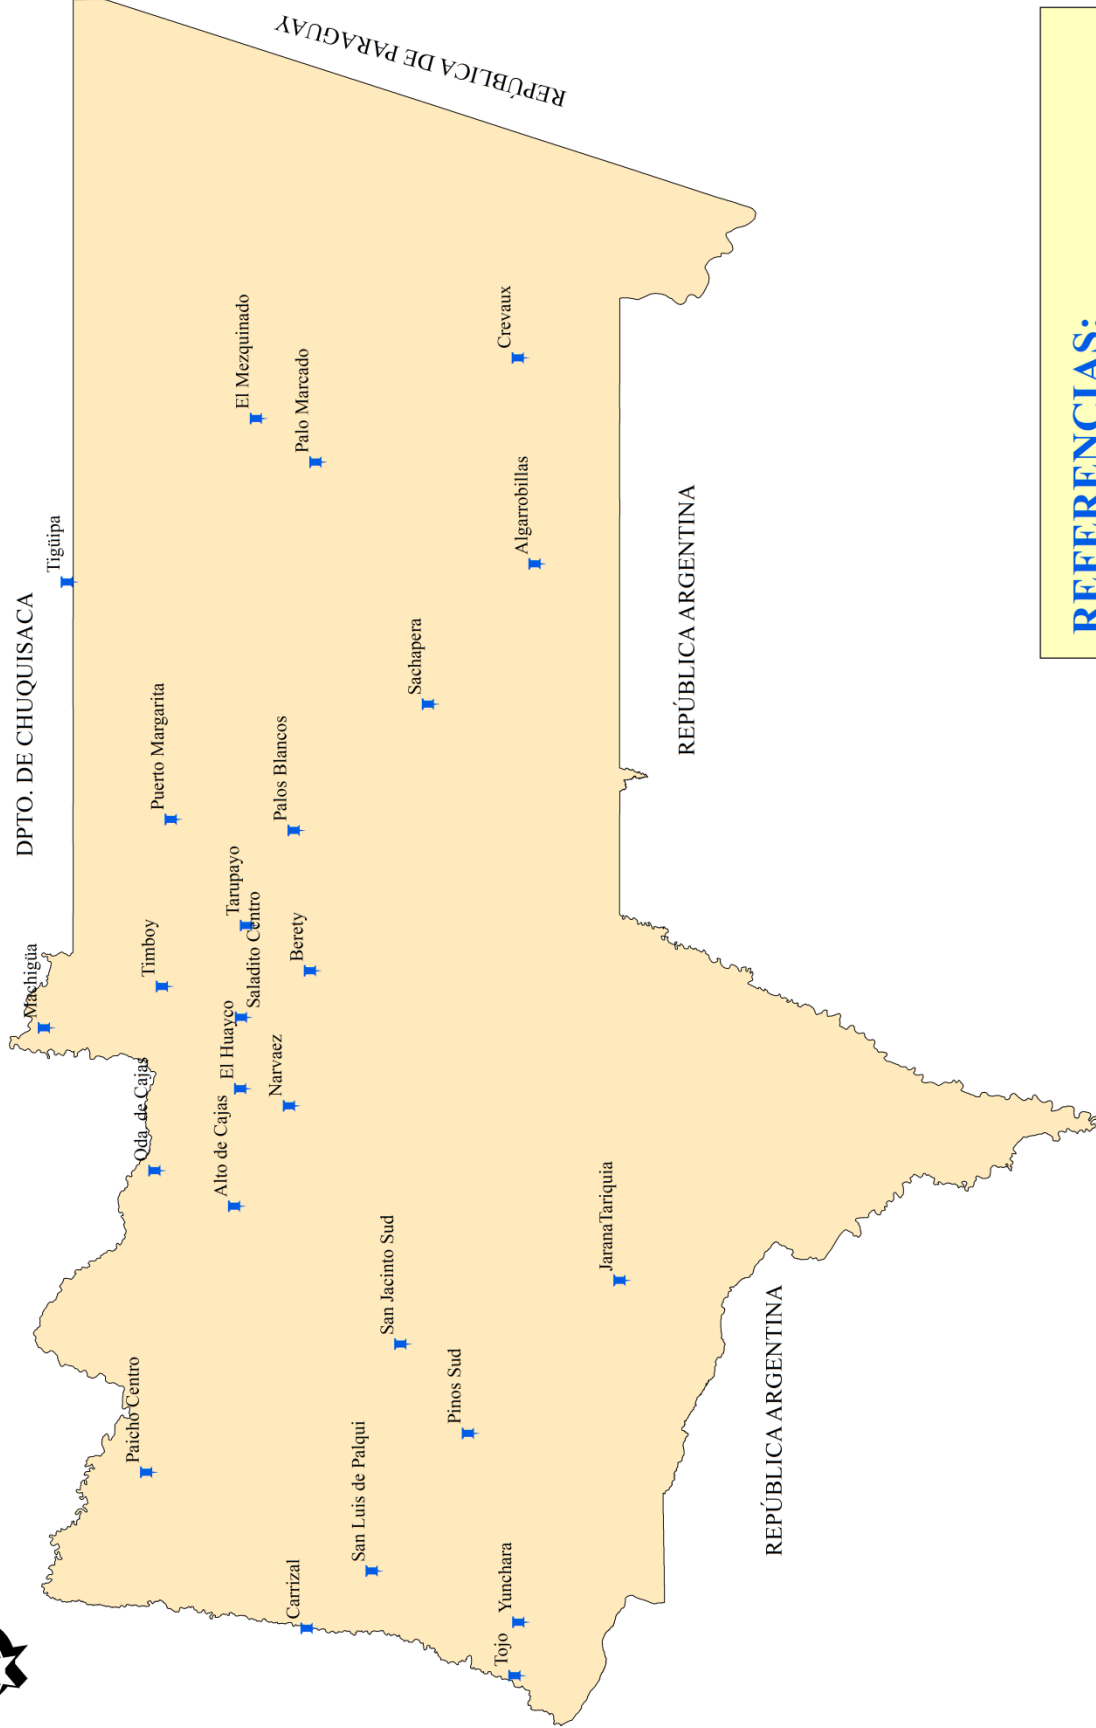 DPTO. DE CHUQUISACA
Machigüa
Tigüipa
Qda. de Cajas
Timboy
Puerto Margarita
Paicho Centro
Alto de Cajas
El Huayco
Saladito Centro
Tarupayo
El Mezquinado
Narvaez
Berety
Palos Blancos
Palo Marcado
REPÚBLICA DE PARAGUAY
Carrizal
San Luis de Palqui
San Jacinto Sud
Sachapera
Pinos Sud
Tojo
Yunchara
Algarrobillas
Crevaux
JaranaTariquia
REPÚBLICA ARGENTINA
REPÚBLICA ARGENTINA
REFERENCIAS: